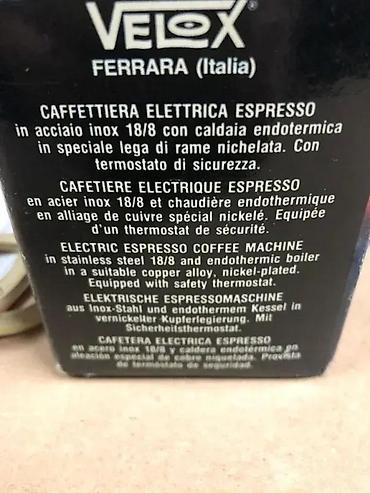 VELOX
FERRARA (Italia)
CAFFETTIERA ELETTRICA ESPRESSO
in acciaio inox 18/8 con caldaia endotermica
in speciale lega di rame nichelata. Con
termostato di sicurezza.
CAFETIERE ELECTRIQUE ESPRESSO
en acier inox 18/8 et chaudière endothermique
en alliage de cuivre spécial nickelé. Equipée
d'un thermostat de sécurité.
ELECTRIC ESPRESSO COFFEE MACHINE
in stainless steel 18/8 and endothermic boiler
in a suitable copper alloy, nickel-plated.
Equipped with safety thermostat.
ELEKTRISCHE ESPRESSOMASCHINE
aus Inox-Stahl und endothermem Kessel in
vernickelter Kupferlegierung. Mit
Sicherheitsthermostat.
CAFETERA ELECTRICA ESPRESSO
en acero inox 18/8 y caldera endotérmica en
aleación especial de cobre niquelada. Provista
de termóstato de seguridad.